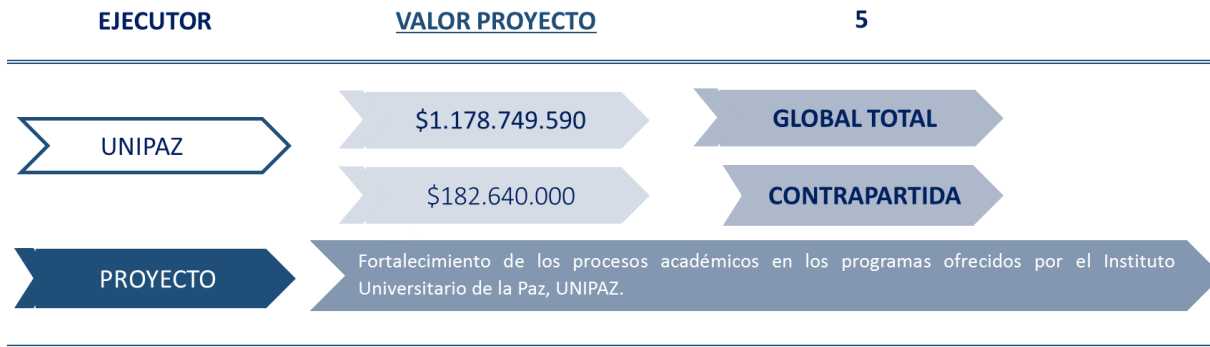 EJECUTOR VALOR PROYECTO 5
UNIPAZ
$1.178.749.590 GLOBAL TOTAL
$182.640.000 CONTRAPARTIDA
PROYECTO
Fortalecimiento de los procesos académicos en los programas ofrecidos por el Instituto
Universitario de la Paz, UNIPAZ.